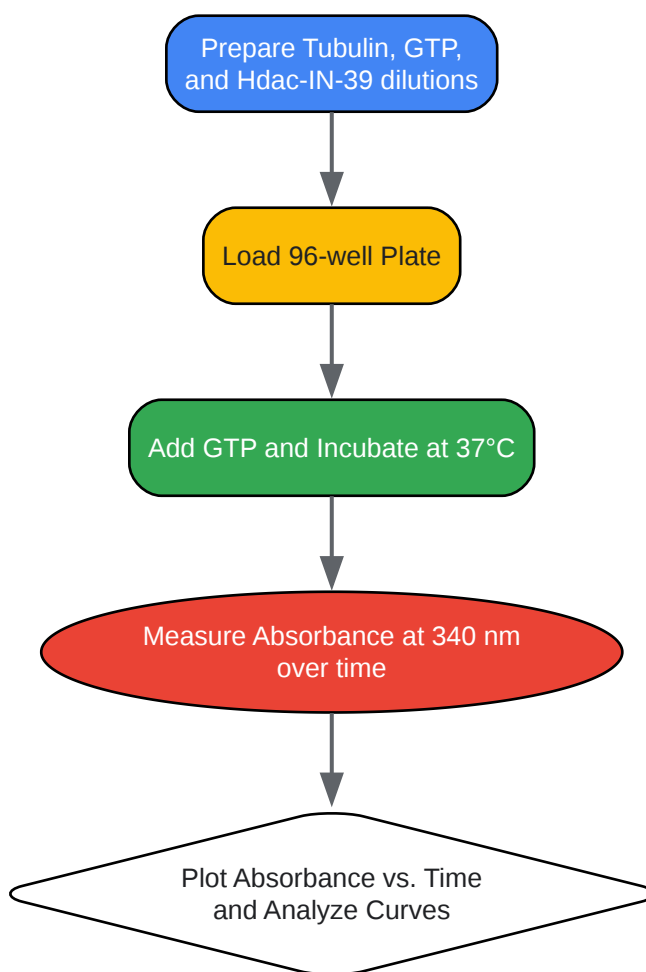 Prepare Tubulin, GTP,
and Hdac-IN-39 dilutions
Load 96-well Plate
Add GTP and Incubate at 37°C
Measure Absorbance at 340 nm
over time
Plot Absorbance vs. Time
and Analyze Curves